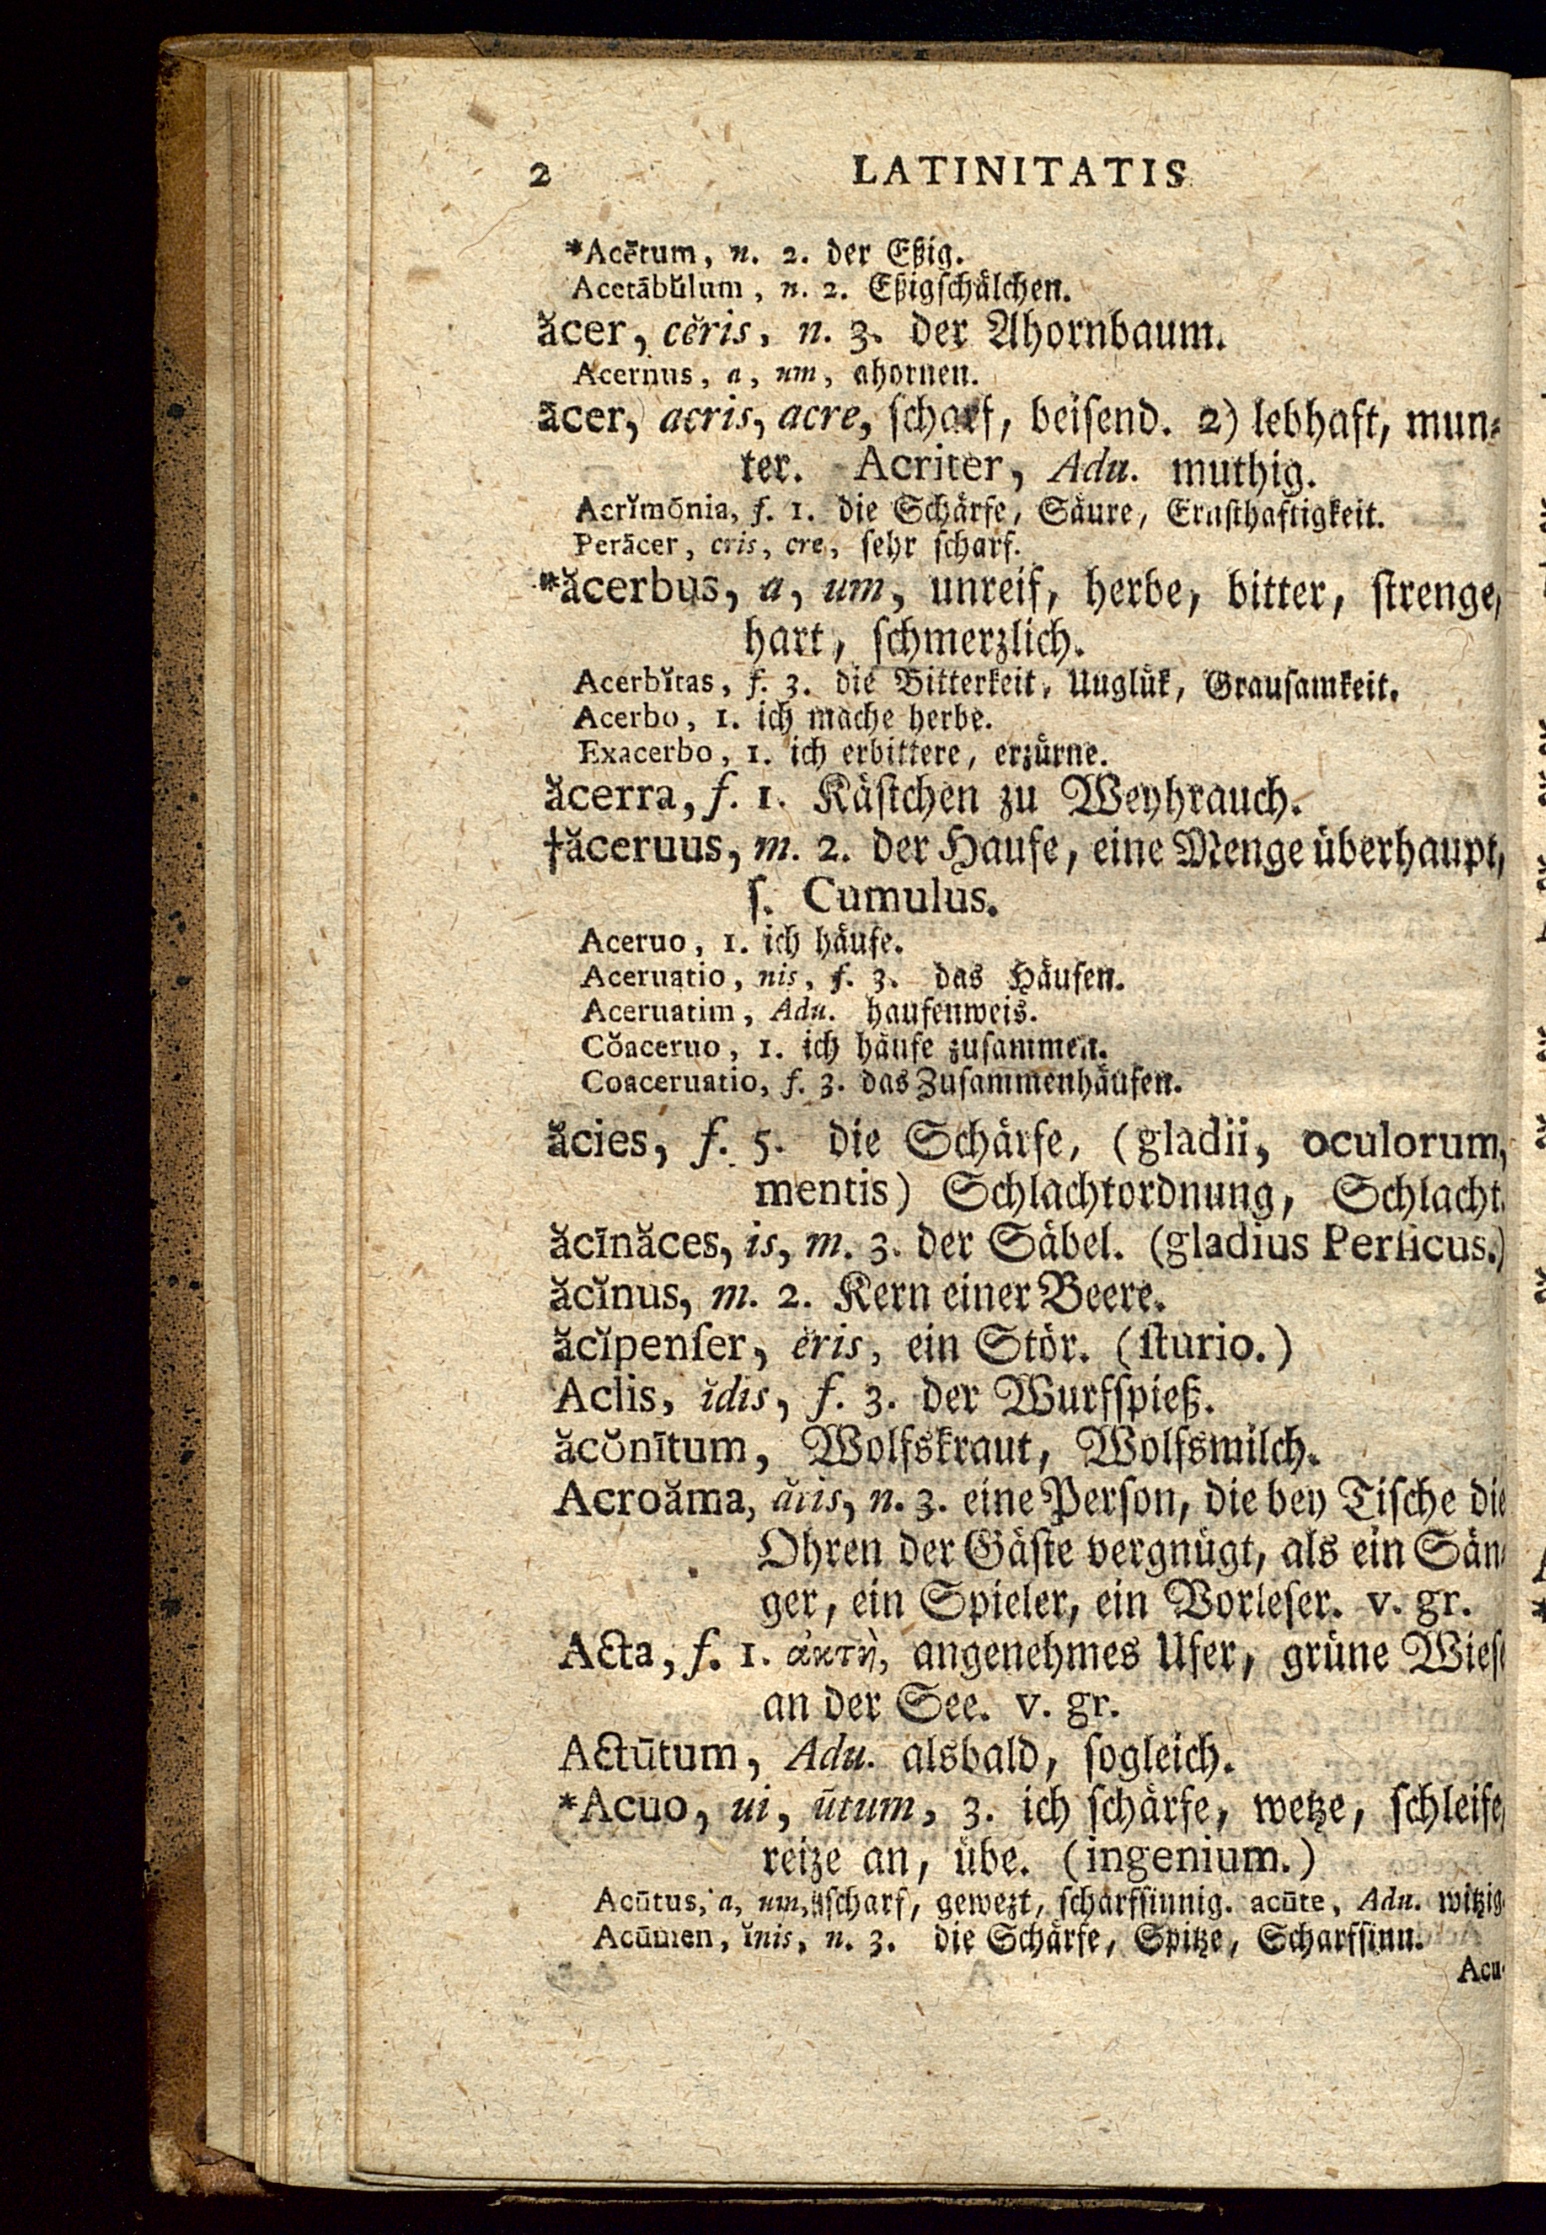 2 LATINITATIS
*Acētum, n. 2. der Eßig.
Acetābŭlum, n. 2. Eßigſchälchen.
ăcer, cĕris, n. 3. der Ahornbaum.
Acernus, a, um, ahornen.
ācer, acris, acre, ſcharf, beiſend. 2) lebhaft, mun⸗
ter. Acriter, Adu. muthig.
Acrĭmōnia, f. 1. die Schärfe, Säure, Ernſthaftigkeit.
Perācer, cris, cre, ſehr ſcharf.
*ăcerbus, a, um, unreif, herbe, bitter, ſtrenge,
hart, ſchmerzlich.
Acerbĭtas, f. 3. die Bitterkeit, Unglük, Grauſamkeit.
Acerbo, 1. ich mache herbe.
Exacerbo, 1. ich erbittere, erzürne.
ăcerra, f. 1. Käſtchen zu Weyhrauch.
†ăceruus, m. 2. der Haufe, eine Menge überhaupt,
ſ. Cumulus.
Aceruo, 1. ich häufe.
Aceruatio, nis, f. 3. das Häufen.
Aceruatim, Adu. haufenweis.
Cŏaceruo, 1. ich häufe zuſammen.
Coaceruatio, f. 3. das Zuſammenhäufen.
ăcies, f. 5. die Schärfe, (gladii, oculorum,
mentis) Schlachtordnung, Schlacht.
ăcīnăces, is, m. 3. der Säbel. (gladius Perſicus.)
ăcĭnus, m. 2. Kern einer Beere.
ăcĭpenſer, ĕris, ein Stör. (ſturio.)
Aclis, ĭdis, f. 3. der Wurfſpieß.
ăcŏnītum, Wolfskraut, Wolfsmilch.
Acroăma, ătis, n. 3. eine Perſon, die bey Tiſche die
Ohren der Gäſte vergnügt, als ein Sän⸗
ger, ein Spieler, ein Vorleſer. v. gr.
Acta, f. 1. ἀκτὴ, angenehmes Ufer, grüne Wieſe
an der See. v. gr.
Actūtum, Adu. alsbald, ſogleich.
*Acuo, ui, ūtum, 3. ich ſchärfe, wetze, ſchleife,
reize an, übe. (ingenium.)
Acūtus, a, um, ſcharf, gewezt, ſcharfſinnig. acūte, Adu. witzig.
Acūmen, ĭnis, n. 3. die Schärfe, Spitze, Scharfſinn.
Acu-